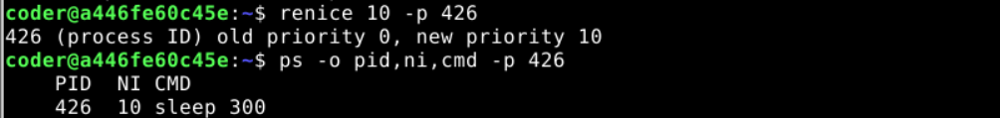 coder@a446fe60c45e:~$ renice 10 -p 426
426 (process ID) old priority 0, new priority 10
coder@a446fe60c45e:~$ ps -o pid,ni,cmd -p 426
    PID  NI CMD
    426  10 sleep 300